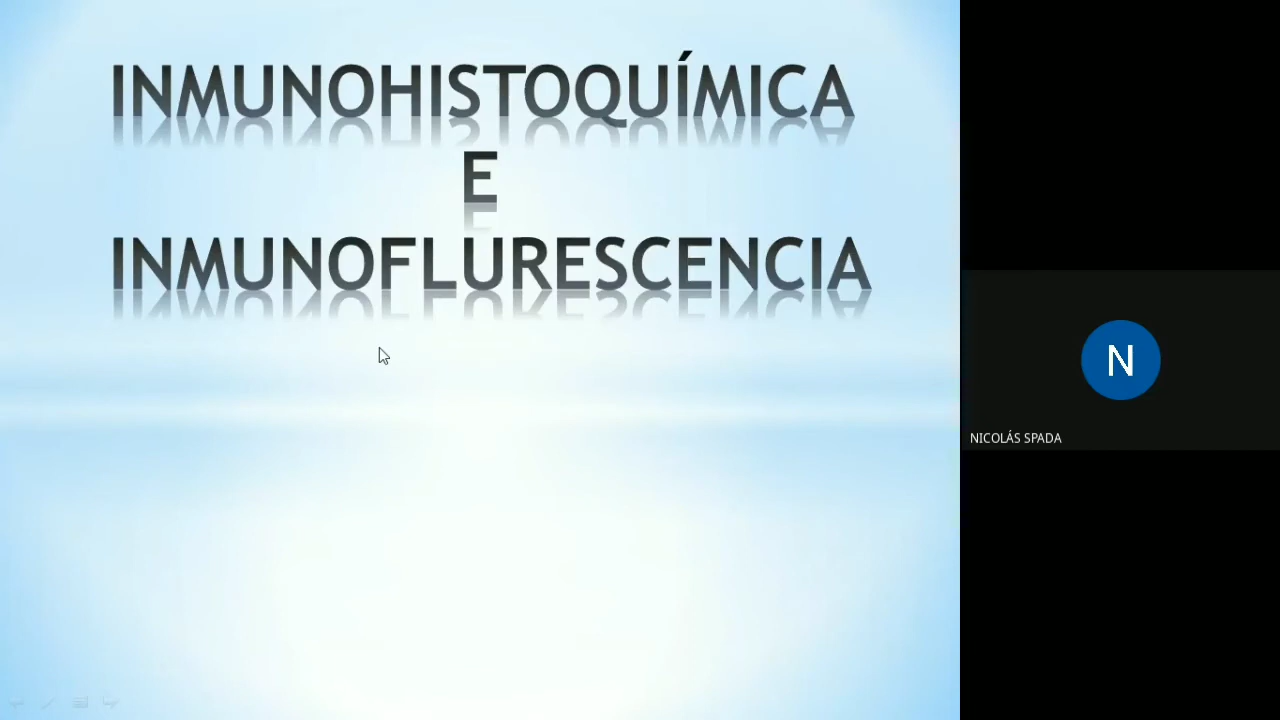 INMUNOHISTOQUÍMICA
E
INMUNOFLURESCENCIA
N
NICOLÁS SPADA